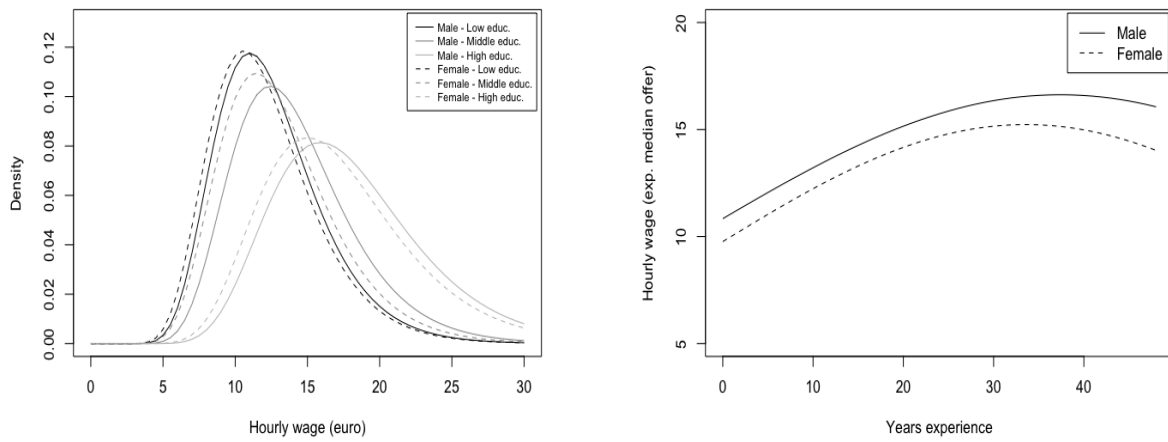 Density
0.00
0.02
0.04
0.06
0.08
0.10
0.12
0
5
10
15
20
25
30
Hourly wage (euro)
Male - Low educ.
Male - Middle educ.
Male - High educ.
Female - Low educ.
Female - Middle educ.
Female - High educ.
Hourly wage (exp. median offer)
5
10
15
20
0
10
20
30
40
Years experience
Male
Female